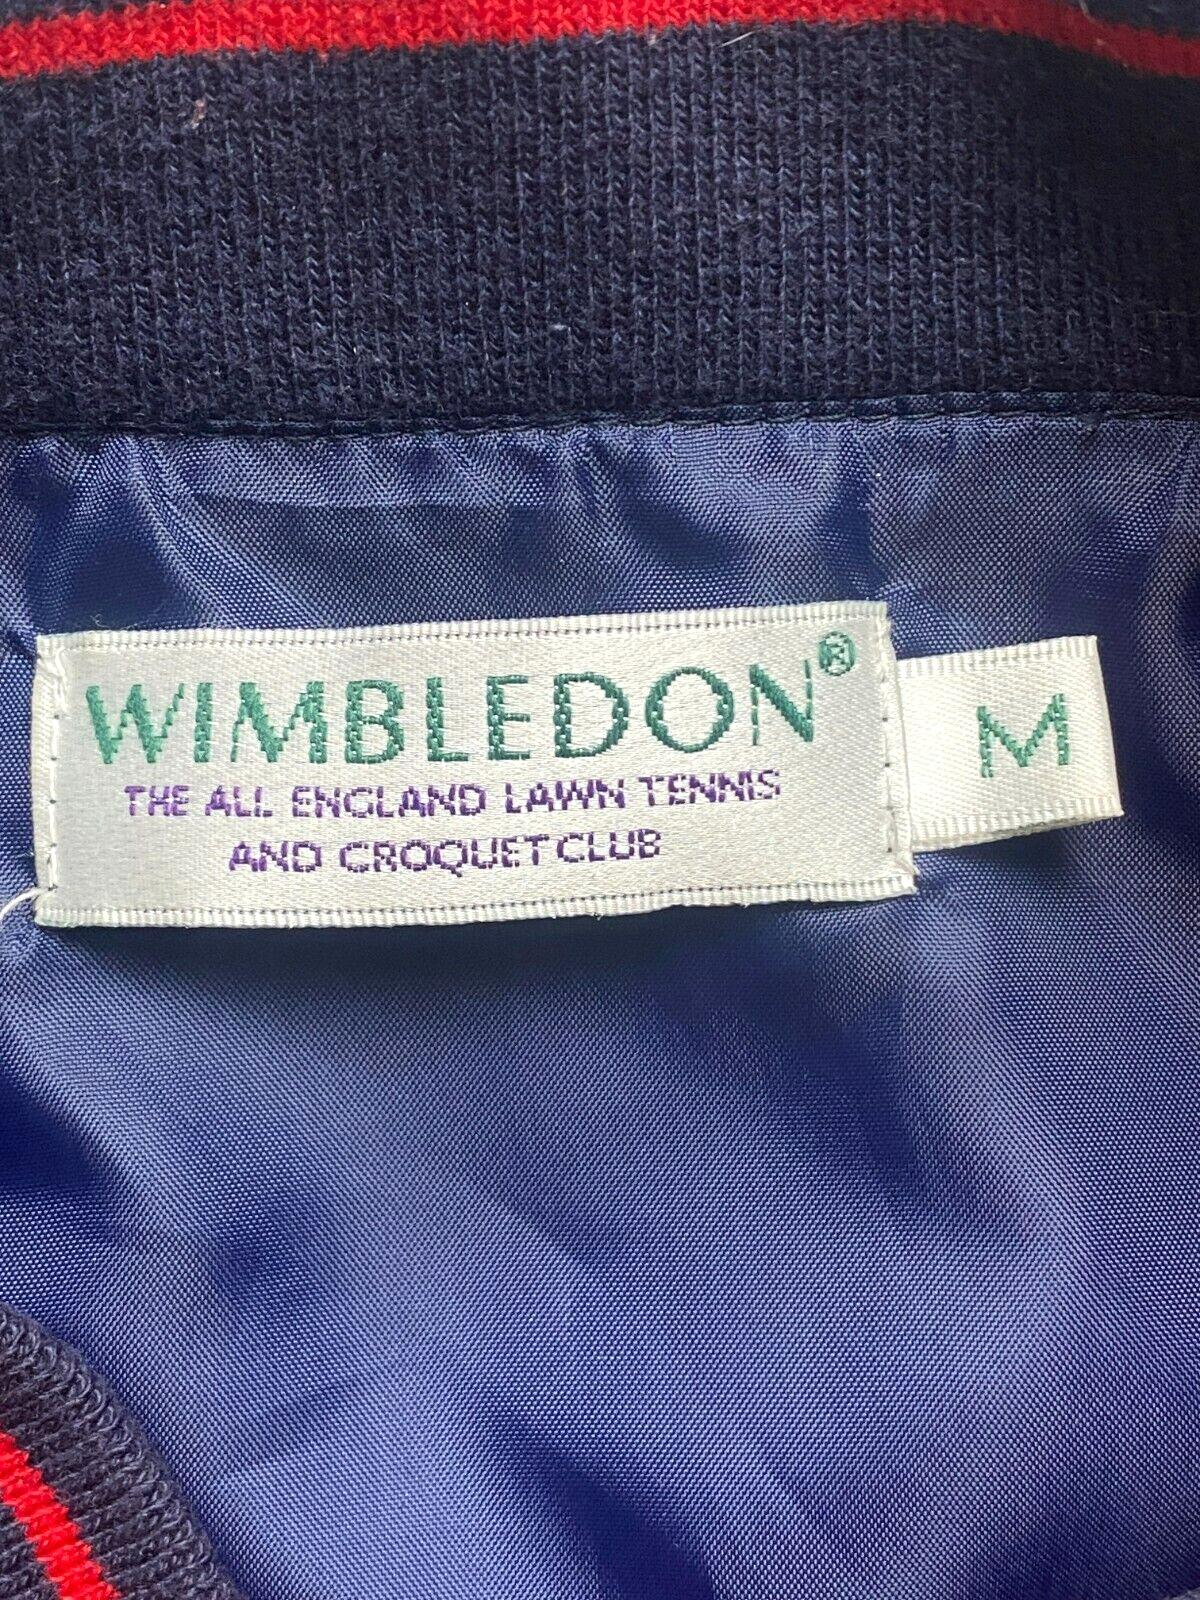 WIMBLEDON®
THE ALL ENGLAND LAWN TENNIS
AND CROQUET CLUB
M